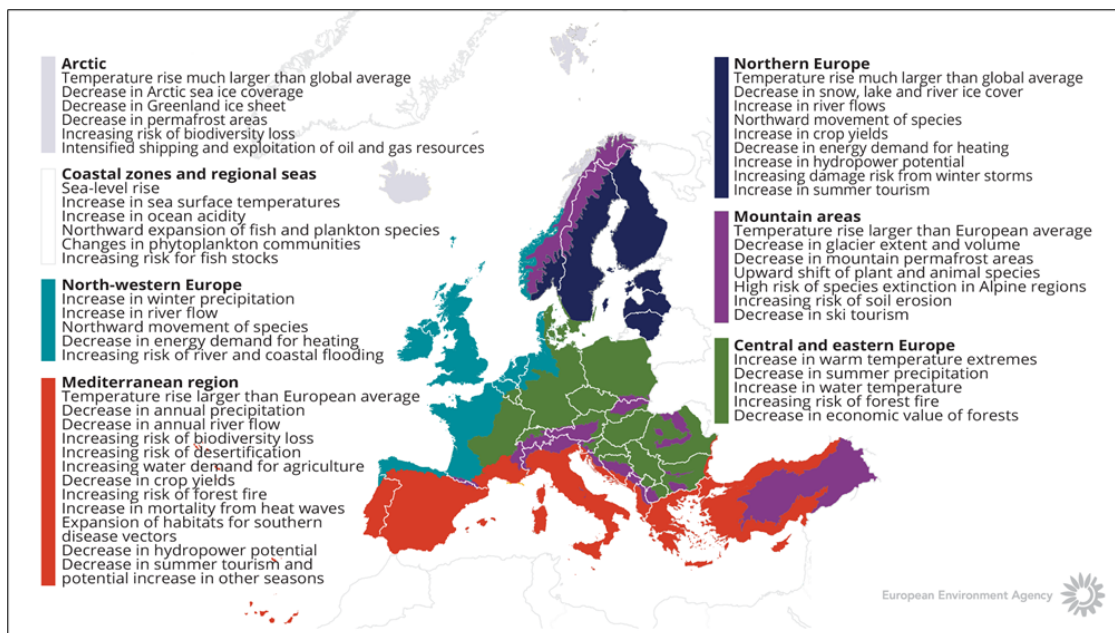 Arctic
Temperature rise much larger than global average
Decrease in Arctic sea ice coverage
Decrease in Greenland ice sheet
Decrease in permafrost areas
Increasing risk of biodiversity loss
Intensified shipping and exploitation of oil and gas resources
Coastal zones and regional seas
Sea-level rise
Increase in sea surface temperatures
Increase in ocean acidity
Northward expansion of fish and plankton species
Changes in phytoplankton communities
Increasing risk for fish stocks
North-western Europe
Increase in winter precipitation
Increase in river flow
Northward movement of species
Decrease in energy demand for heating
Increasing risk of river and coastal flooding
Mediterranean region
Temperature rise larger than European average
Decrease in annual precipitation
Decrease in annual river flow
Increasing risk of biodiversity loss
Increasing risk of desertification
Increasing water demand for agriculture
Decrease in crop yields
Increasing risk of forest fire
Increase in mortality from heat waves
Expansion of habitats for southern
disease vectors
Decrease in hydropower potential
Decrease in summer tourism and
potential increase in other seasons
Northern Europe
Temperature rise much larger than global average
Decrease in snow, lake and river ice cover
Increase in river flows
Northward movement of species
Increase in crop yields
Decrease in energy demand for heating
Increase in hydropower potential
Increasing damage risk from winter storms
Increase in summer tourism
Mountain areas
Temperature rise larger than European average
Decrease in glacier extent and volume
Decrease in mountain permafrost areas
Upward shift of plant and animal species
High risk of species extinction in Alpine regions
Increasing risk of soil erosion
Decrease in ski tourism
Central and eastern Europe
Increase in warm temperature extremes
Decrease in summer precipitation
Increase in water temperature
Increasing risk of forest fire
Decrease in economic value of forests
European Environment Agency